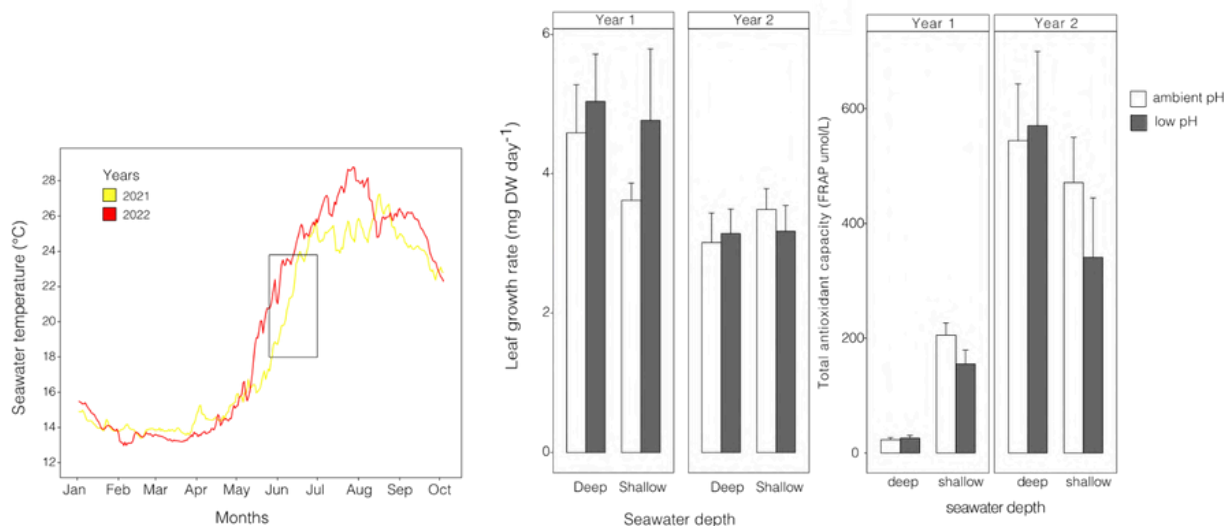 Seawater temperature (°C)
28
26
24
22
20
18
16
14
12
Years
2021
2022
Jan Feb Mar Apr May Jun Jul Aug Sep Oct
Months
Leaf growth rate (mg DW day⁻¹)
Year 1 Year 2
6
4
2
0
Deep Shallow Deep Shallow
Seawater depth
Total antioxidant capacity (FRAP umol/L)
Year 1 Year 2
600
400
200
0
deep shallow deep shallow
seawater depth
ambient pH
low pH